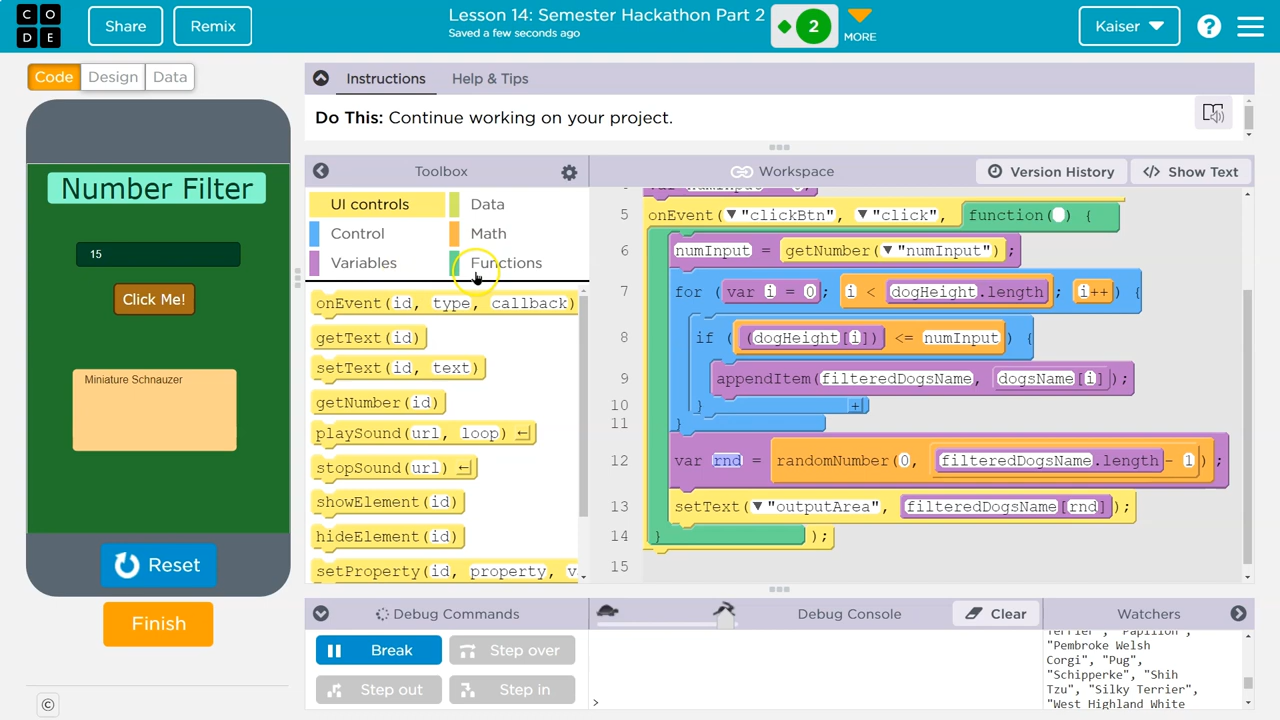 C O
D E
Share
Remix
Lesson 14: Semester Hackathon Part 2
Saved a few seconds ago
2
MORE
Kaiser
?
Code
Design
Data
Instructions
Help & Tips
Do This: Continue working on your project.
Toolbox
Workspace
Version History
</> Show Text
UI controls
Data
Control
Math
Variables
Functions
onEvent(id, type, callback)
getText(id)
setText(id, text)
getNumber(id)
playSound(url, loop)
stopSound(url)
showElement(id)
hideElement(id)
setProperty(id, property, v
Number Filter
15
Click Me!
Miniature Schnauzer
Reset
Finish
©
5 onEvent( "clickBtn", "click", function( ) {
6 numInput = getNumber( "numInput");
7 for (var i = 0; i < dogHeight.length; i++) {
8 if ((dogHeight[i]) <= numInput) {
9 appendItem(filteredDogsName, dogsName[i]);
10 } +
11 }
12 var rnd = randomNumber(0, filteredDogsName.length - 1);
13 setText( "outputArea", filteredDogsName[rnd]);
14 } );
15
Debug Commands
Debug Console
Clear
Watchers
Break
Step over
Step out
Step in
>
Terrier", "Papillon",
"Pembroke Welsh
Corgi", "Pug",
"Schipperke", "Shih
Tzu", "Silky Terrier",
"West Highland White